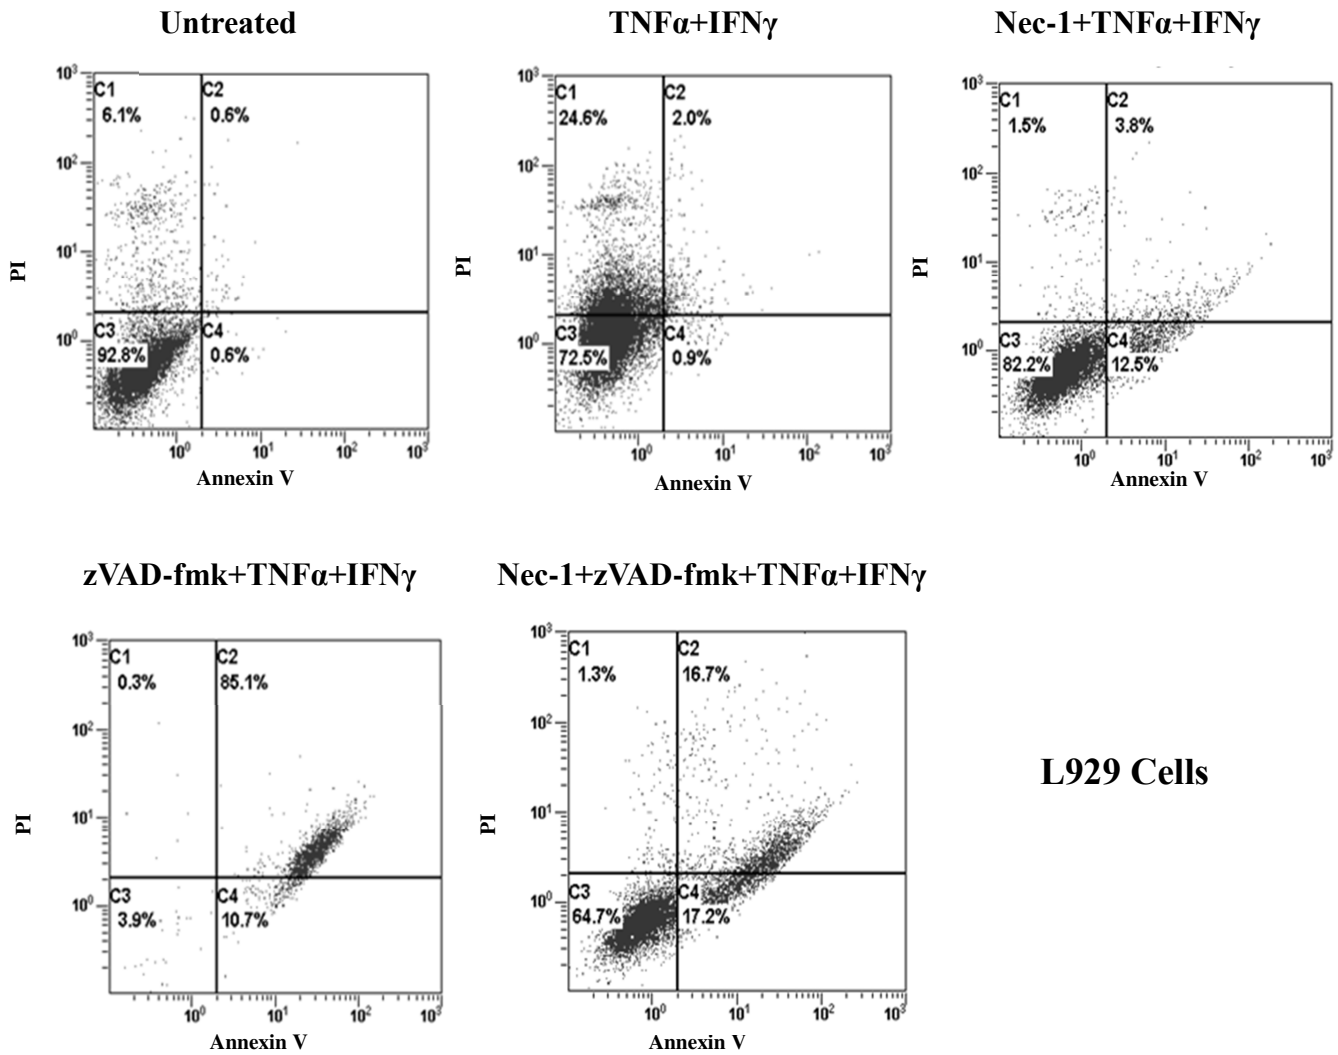 Untreated
TNFα+IFNγ
Nec-1+TNFα+IFNγ
10³
C1
6.1%
C2
0.6%
10²
10¹
C3
92.8%
C4
0.6%
10⁰
10⁰ 10¹ 10² 10³
PI
Annexin V
10³
C1
24.6%
C2
2.0%
10²
10¹
C3
72.5%
C4
0.9%
10⁰
10⁰ 10¹ 10² 10³
PI
Annexin V
10³
C1
1.5%
C2
3.8%
10²
10¹
C3
82.2%
C4
12.5%
10⁰
10⁰ 10¹ 10² 10³
PI
Annexin V
zVAD-fmk+TNFα+IFNγ
Nec-1+zVAD-fmk+TNFα+IFNγ
10³
C1
0.3%
C2
85.1%
10²
10¹
C3
3.9%
C4
10.7%
10⁰
10⁰ 10¹ 10² 10³
PI
Annexin V
10³
C1
1.3%
C2
16.7%
10²
10¹
C3
64.7%
C4
17.2%
10⁰
10⁰ 10¹ 10² 10³
PI
Annexin V
L929 Cells